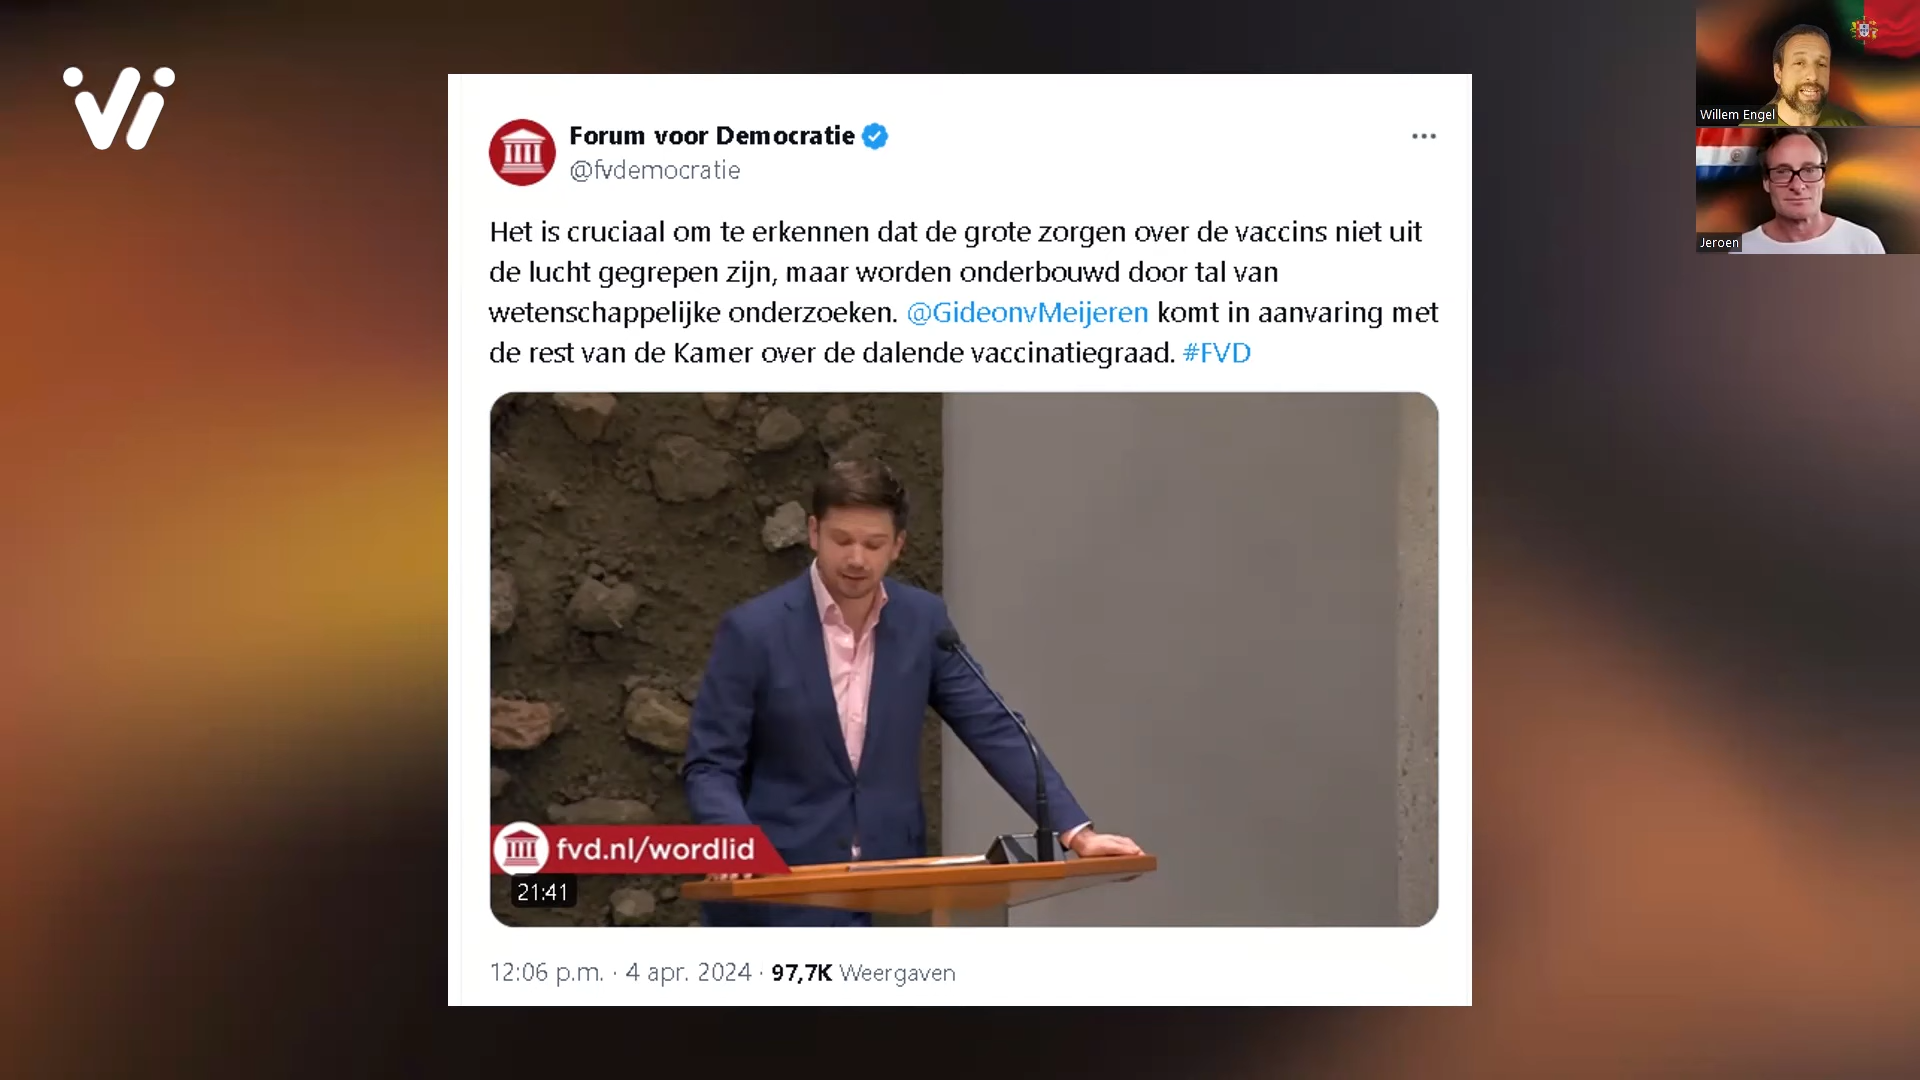 Vi
Forum voor Democratie
@fvdemocratie
Het is cruciaal om te erkennen dat de grote zorgen over de vaccins niet uit
de lucht gegrepen zijn, maar worden onderbouwd door tal van
wetenschappelijke onderzoeken. @GideonvMeijeren komt in aanvaring met
de rest van de Kamer over de dalende vaccinatiegraad. #FVD
fvd.nl/wordlid
21:41
12:06 p.m. · 4 apr. 2024 · 97,7K Weergaven
Willem Engel
Jeroen